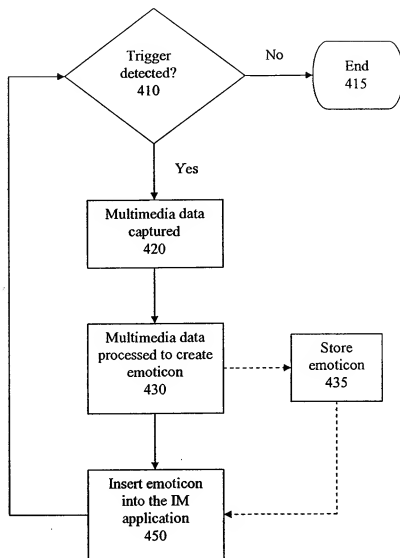 Trigger
detected?
410
No
End
415
Yes
Multimedia data
captured
420
Multimedia data
processed to create
emoticon
430
Store
emoticon
435
Insert emoticon
into the IM
application
450